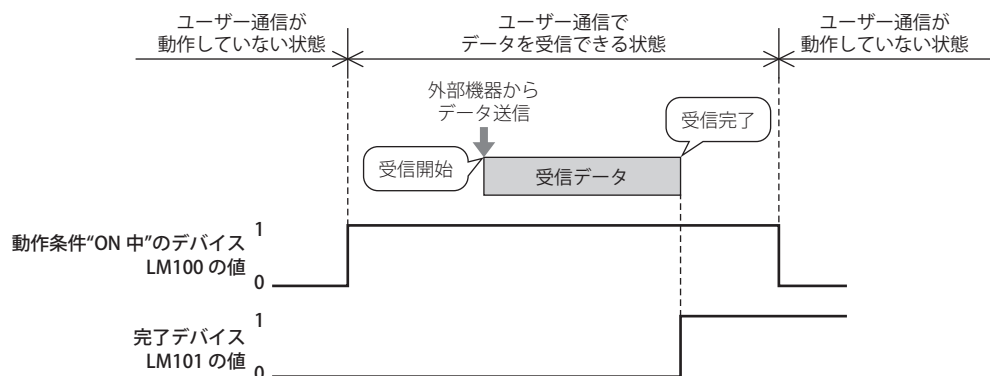 ユーザー通信が
動作していない状態
ユーザー通信で
データを受信できる状態
ユーザー通信が
動作していない状態
外部機器から
データ送信
受信完了
受信開始
受信データ
動作条件“ON 中”のデバイス
LM100 の値
1
0
完了デバイス
LM101 の値
1
0